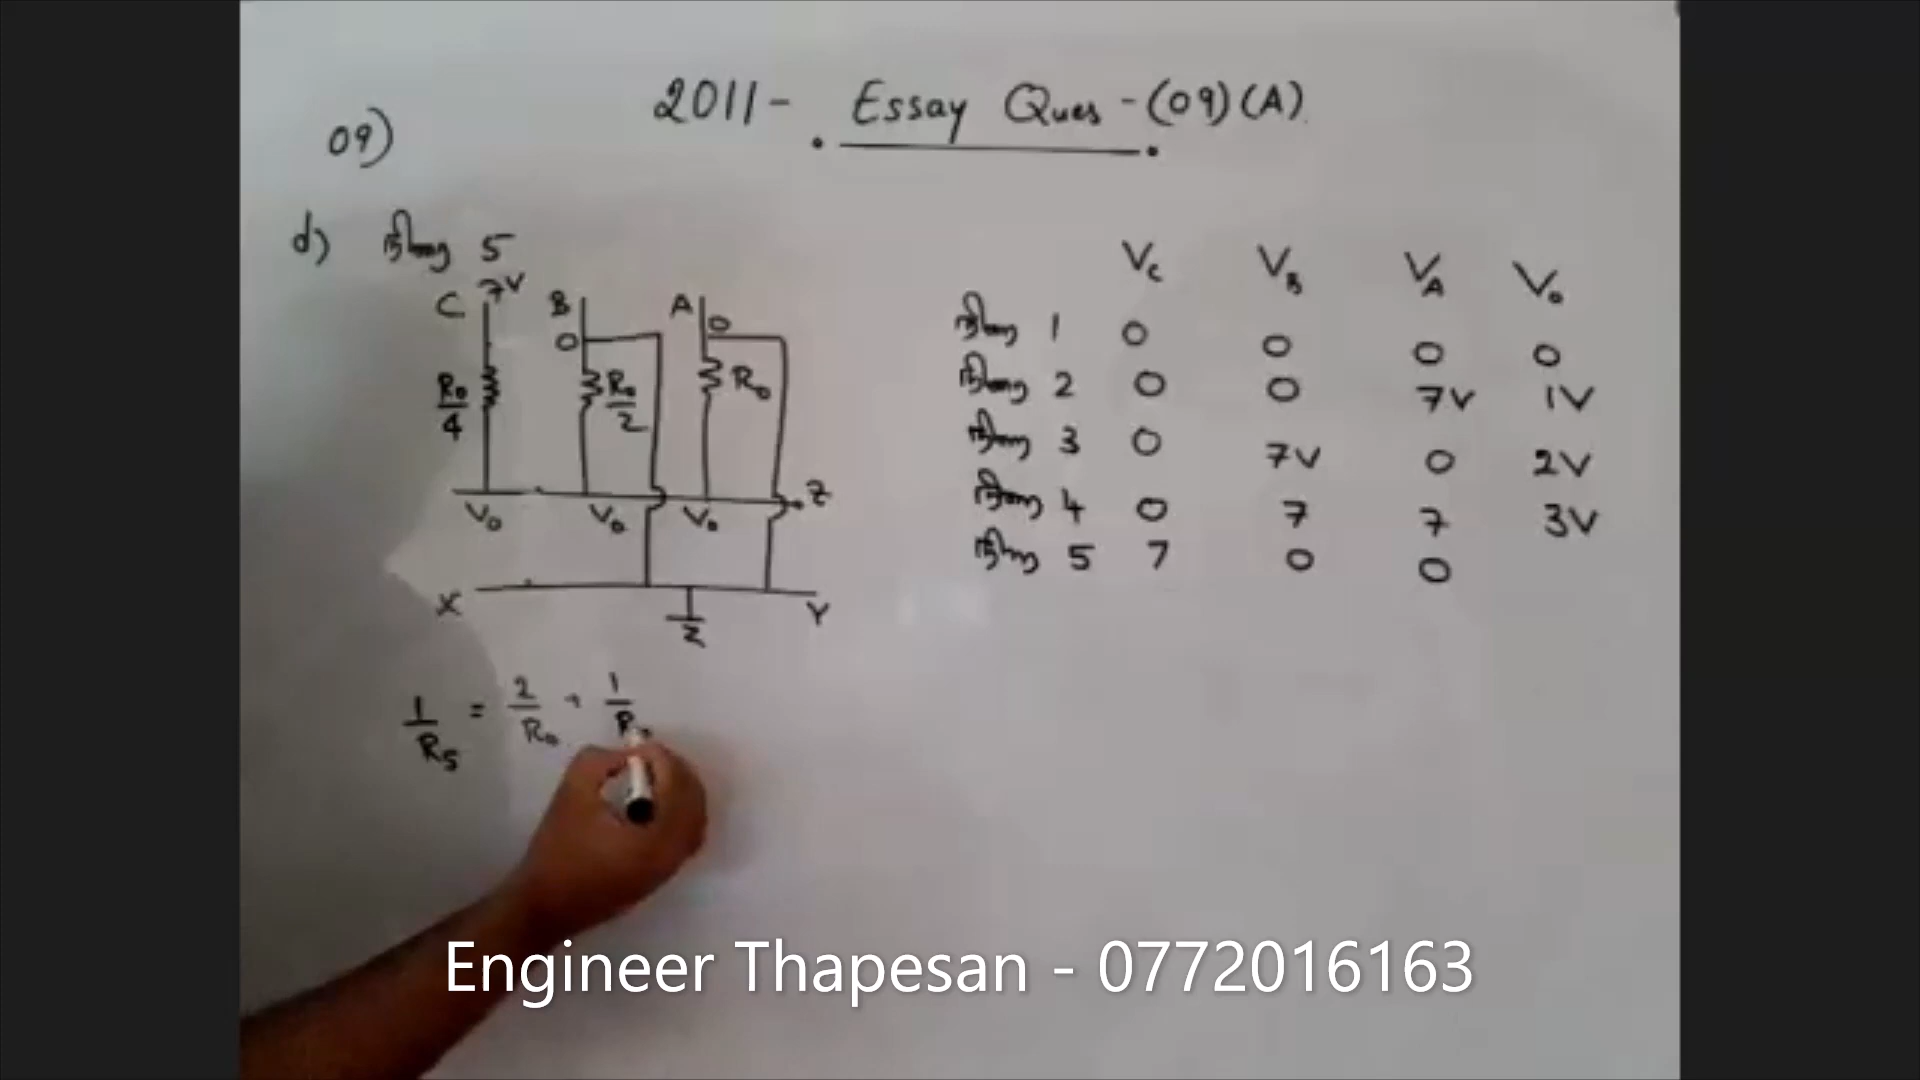 2011 - Essay Ques - (09)(A).
09)
d) நிலை 5
C 7V B 0 A 0
R₀/4 R₀/2 R₀
V₀ V₀ V₀ Z
X Y
1/R₅ = 2/R₀ + 1/R₀
V_C V_B V_A V₀
நிலை 1 0 0 0 0
நிலை 2 0 0 7V 1V
நிலை 3 0 7V 0 2V
நிலை 4 0 7 7 3V
நிலை 5 7 0 0
Engineer Thapesan - 0772016163